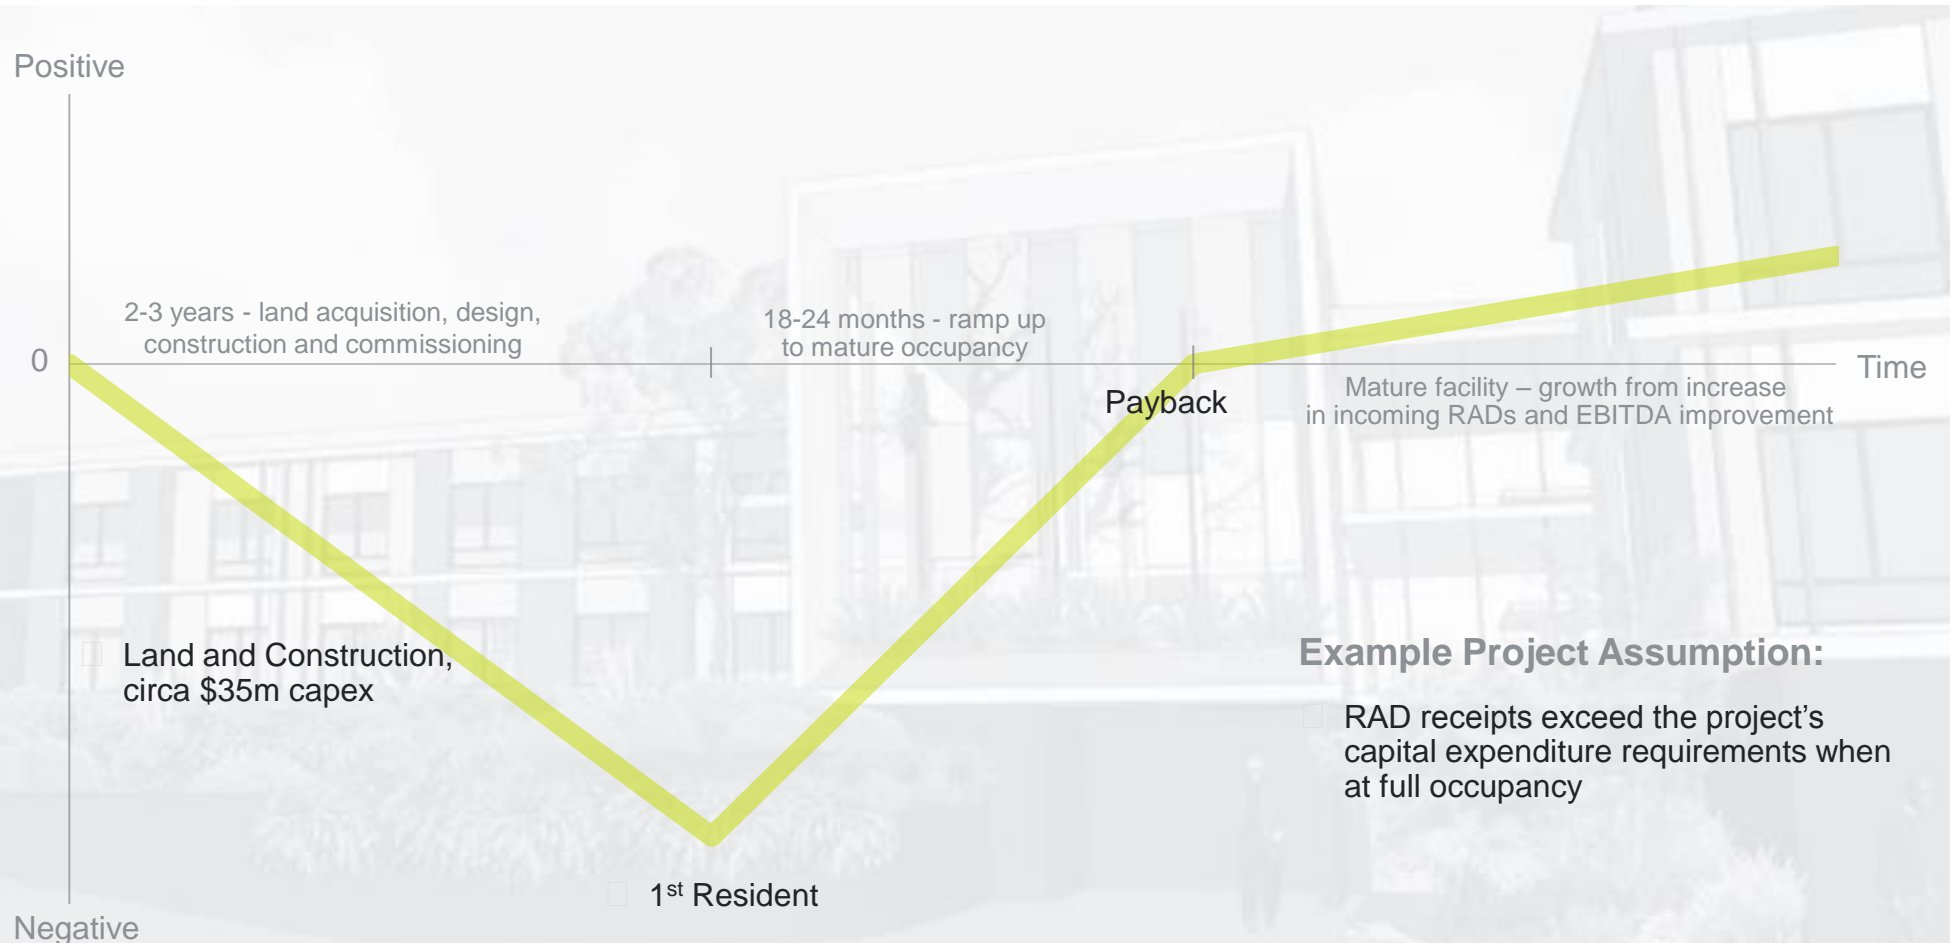 Positive
2-3 years - land acquisition, design,
construction and commissioning
18-24 months - ramp up
to mature occupancy
0
Time
Payback
Mature facility – growth from increase
in incoming RADs and EBITDA improvement
Land and Construction,
circa $35m capex
Example Project Assumption:
RAD receipts exceed the project’s
capital expenditure requirements when
at full occupancy
1st Resident
Negative